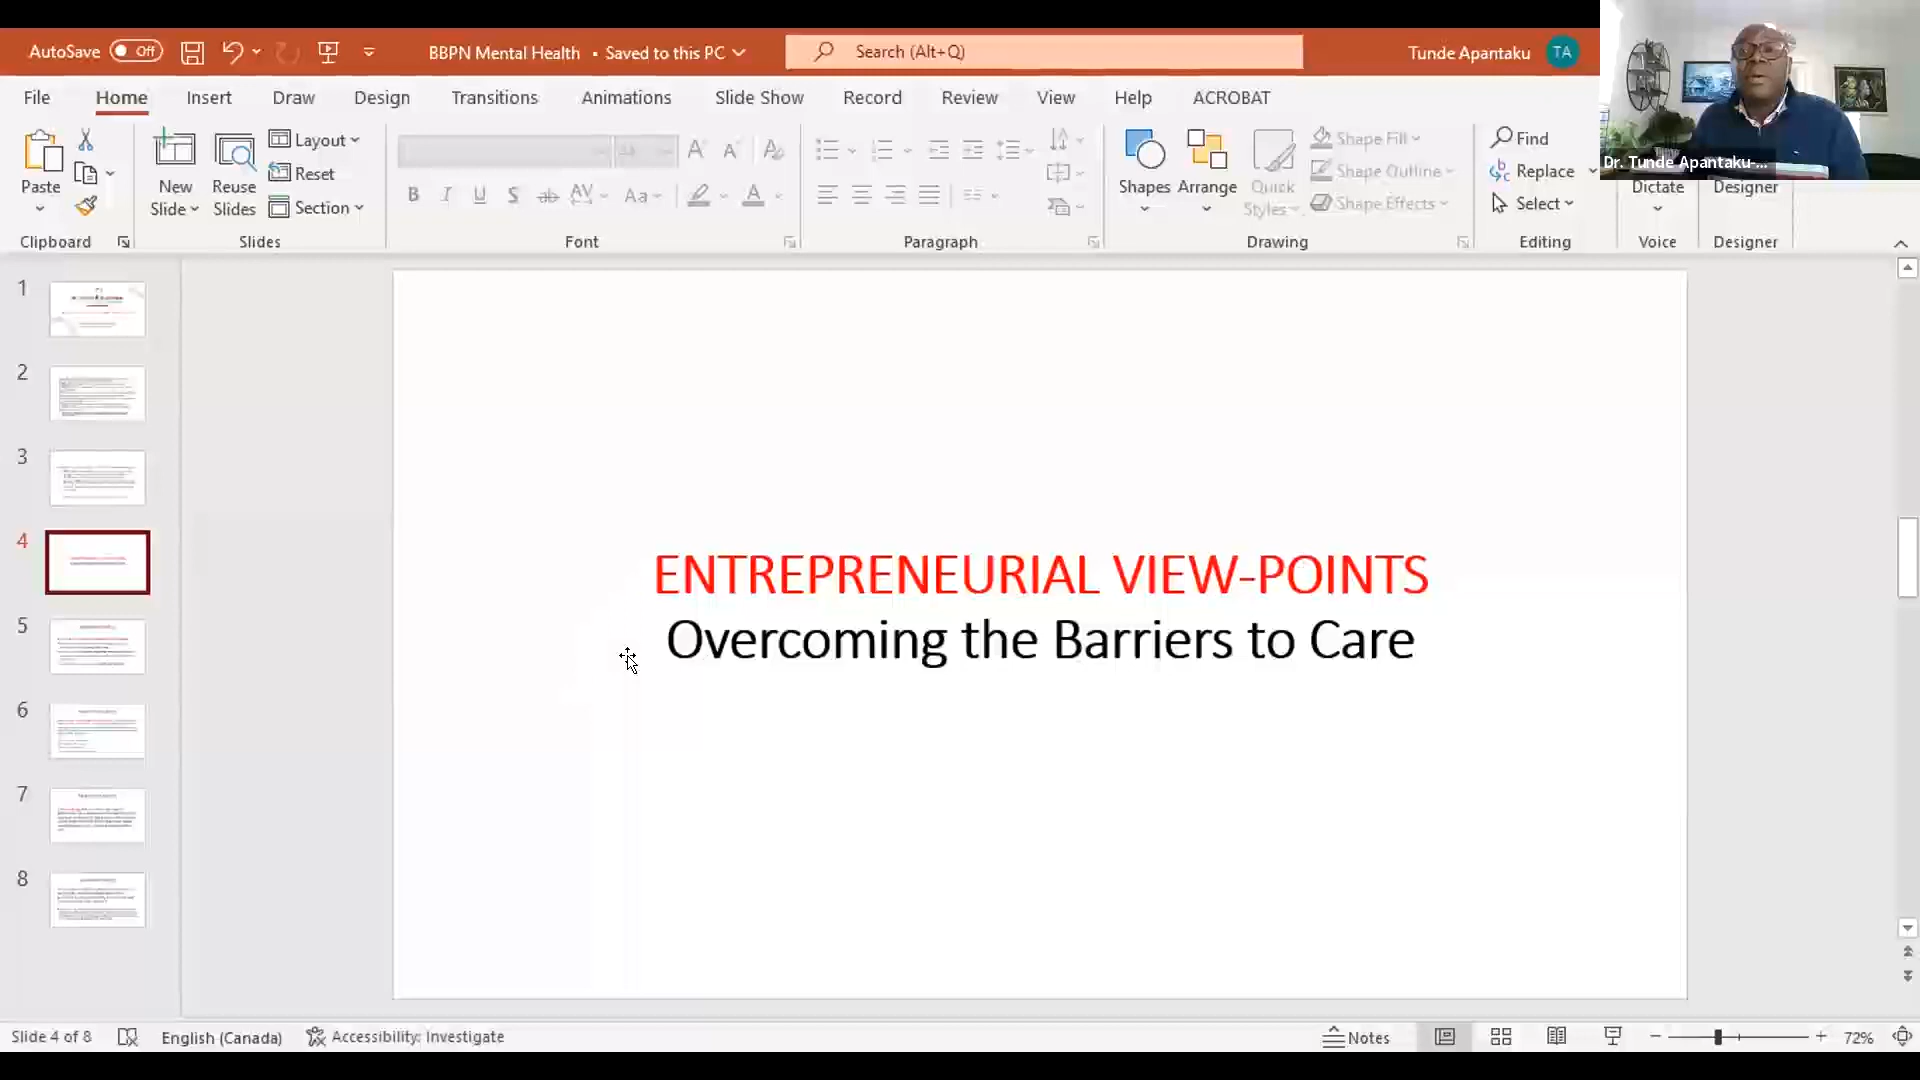 AutoSave Off BBPN Mental Health • Saved to this PC Search (Alt+Q) Tunde Apantaku TA
File Home Insert Draw Design Transitions Animations Slide Show Record Review View Help ACROBAT
Paste
New Slide
Reuse Slides
Layout
Reset
Section
B I U S ab AV Aa A
Shapes
Arrange
Quick Styles
Shape Fill
Shape Outline
Shape Effects
Find
Replace
Select
Dictate
Designer
Dr. Tunde Apantaku-...
Clipboard Slides Font Paragraph Drawing Editing Voice Designer
1
2
3
4
5
6
7
8
ENTREPRENEURIAL VIEW-POINTS
Overcoming the Barriers to Care
Slide 4 of 8 English (Canada) Accessibility: Investigate Notes 72%